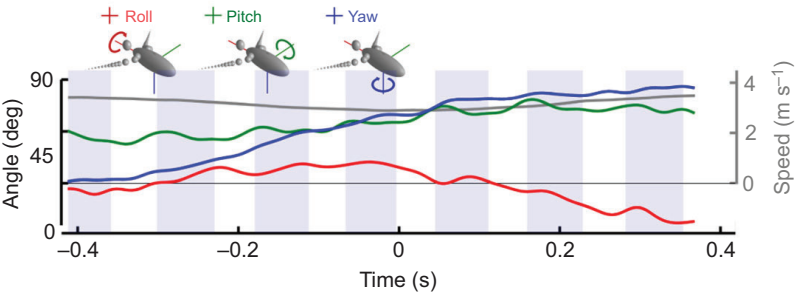 + Roll + Pitch + Yaw
90
45
0
Angle (deg)
4
2
0
Speed (m s⁻¹)
–0.4 –0.2 0 0.2 0.4
Time (s)